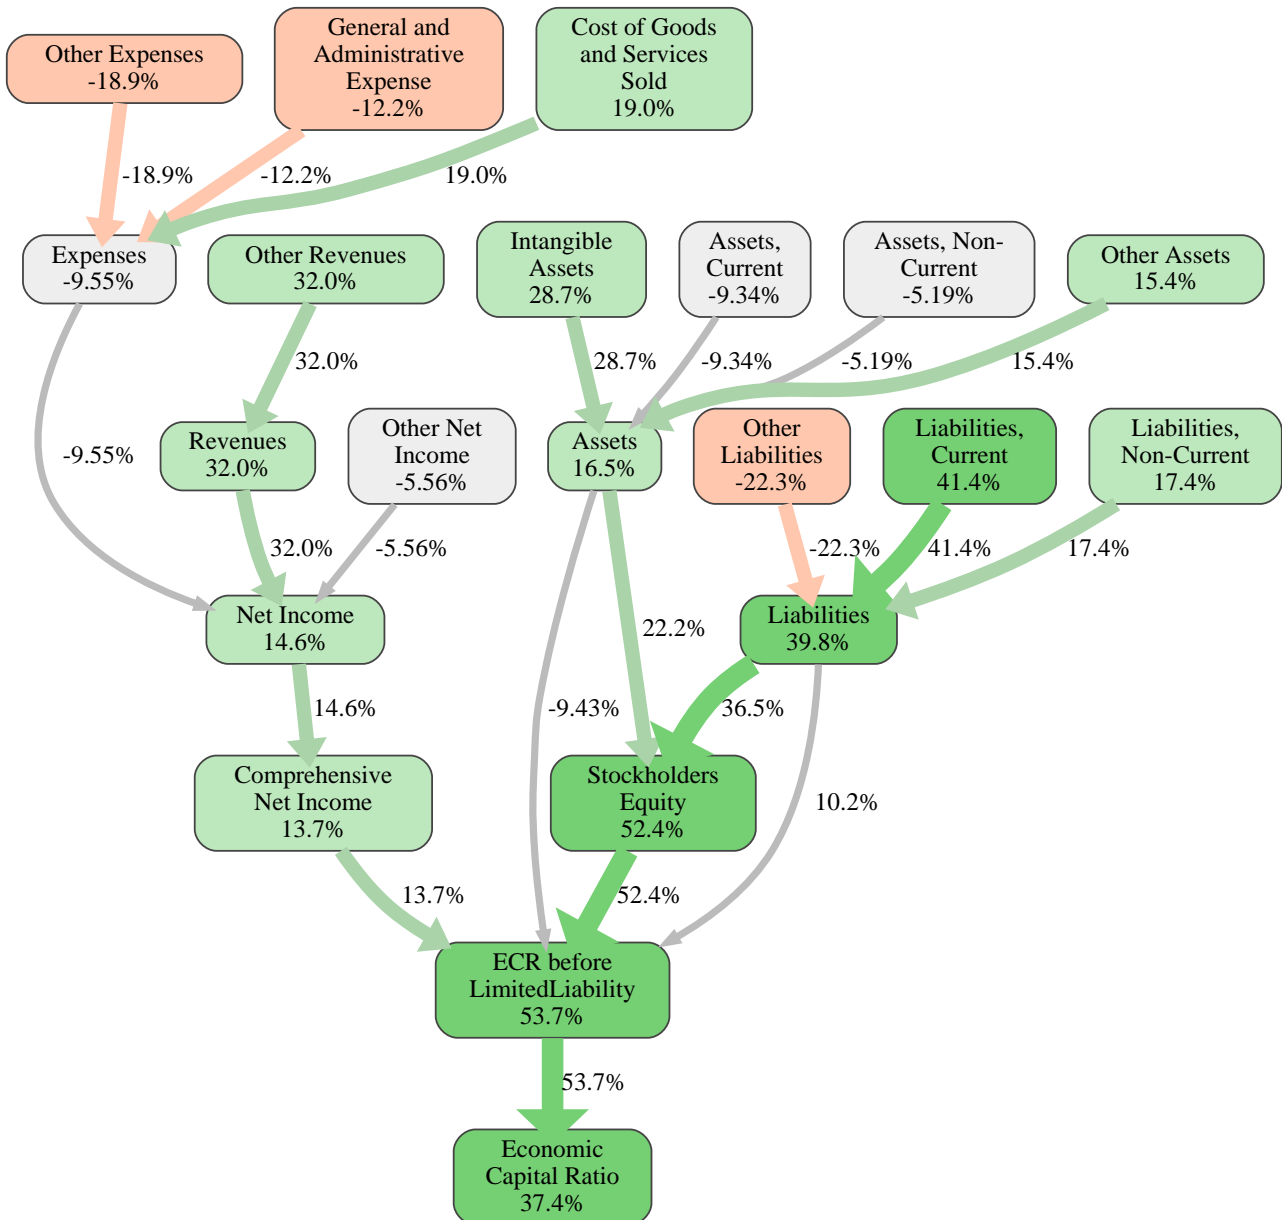 Other Expenses
-18.9%
General and
Administrative
Expense
-12.2%
Cost of Goods
and Services
Sold
19.0%
-18.9%
-12.2%
19.0%
Expenses
-9.55%
Other Revenues
32.0%
Intangible
Assets
28.7%
Assets,
Current
-9.34%
Assets, Non-
Current
-5.19%
Other Assets
15.4%
32.0%
28.7%
-9.34%
-5.19%
15.4%
-9.55%
Revenues
32.0%
Other Net
Income
-5.56%
Assets
16.5%
Other
Liabilities
-22.3%
Liabilities,
Current
41.4%
Liabilities,
Non-Current
17.4%
32.0%
-5.56%
-22.3%
41.4%
17.4%
Net Income
14.6%
22.2%
Liabilities
39.8%
14.6%
-9.43%
36.5%
10.2%
Comprehensive
Net Income
13.7%
Stockholders
Equity
52.4%
13.7%
52.4%
ECR before
LimitedLiability
53.7%
53.7%
Economic
Capital Ratio
37.4%